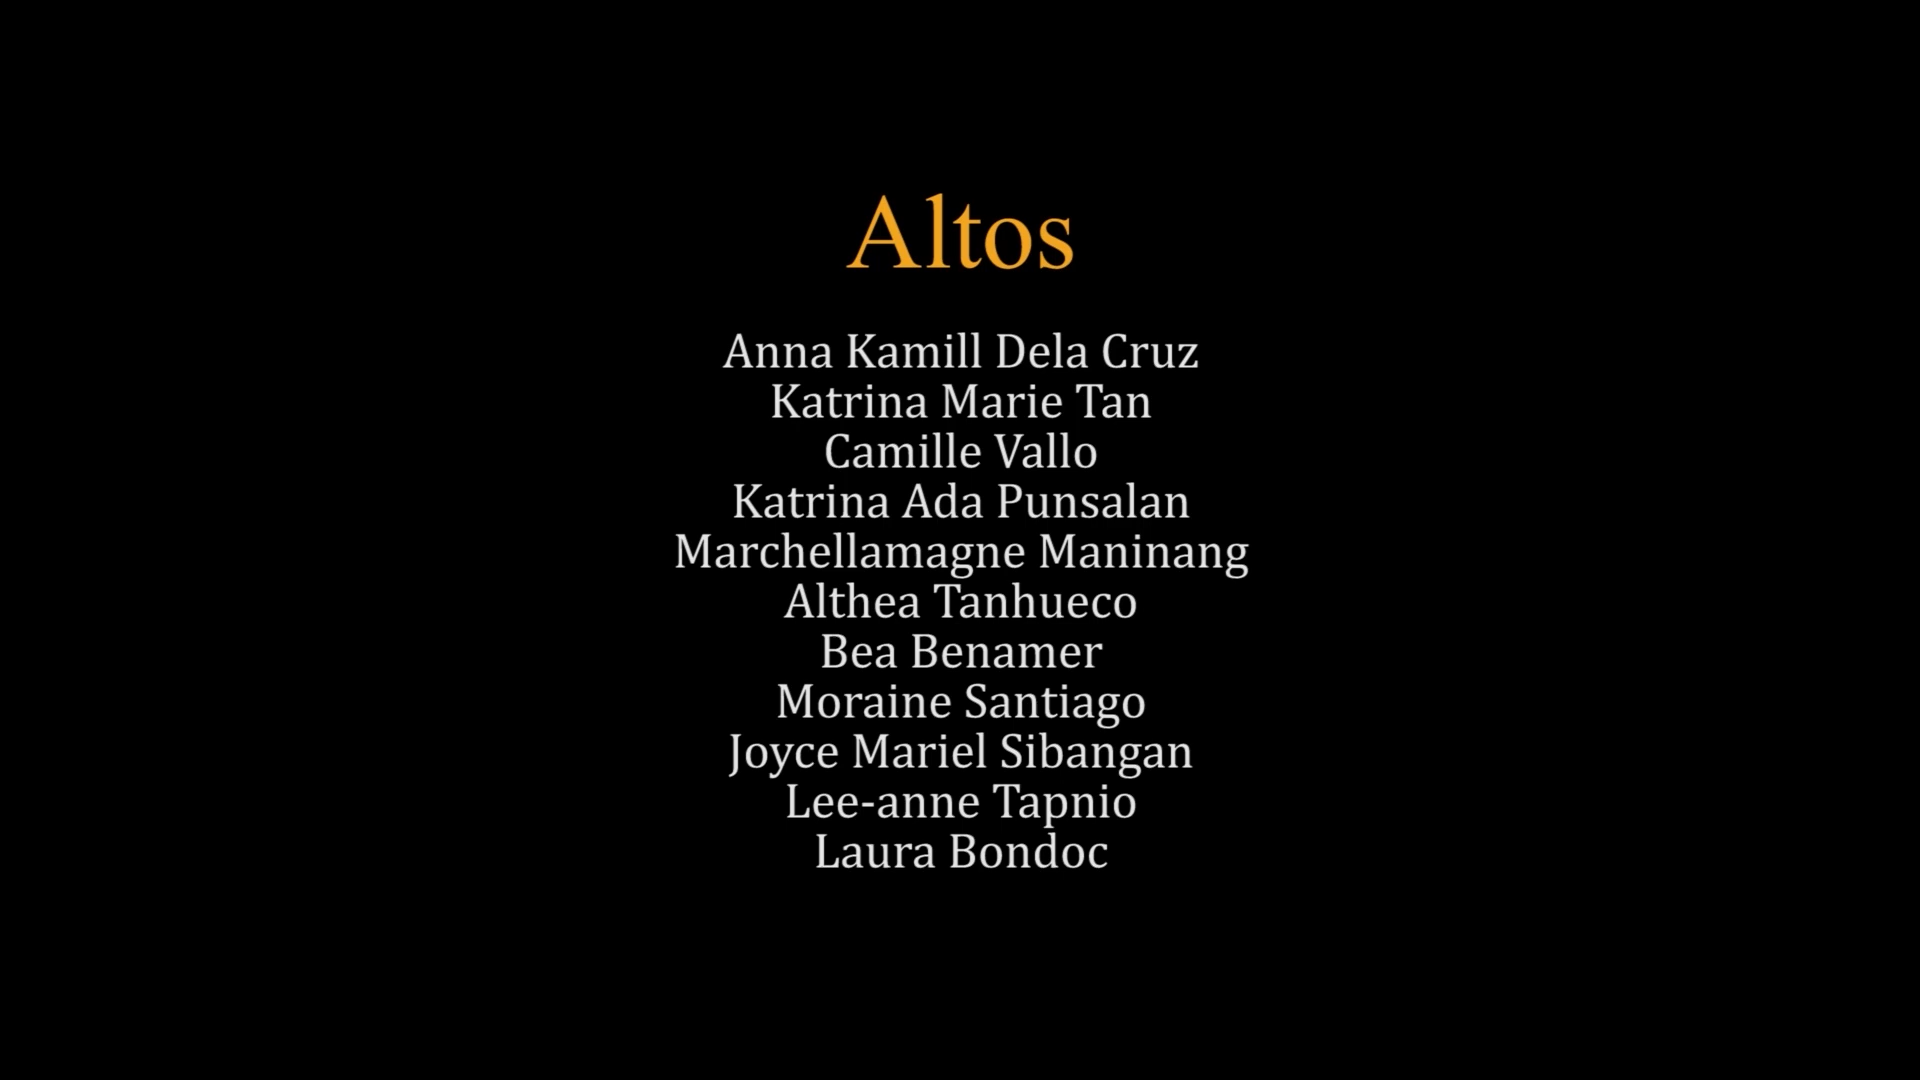 Altos
Anna Kamill Dela Cruz
Katrina Marie Tan
Camille Vallo
Katrina Ada Punsalan
Marchellamagne Maninang
Althea Tanhueco
Bea Benamer
Moraine Santiago
Joyce Mariel Sibangan
Lee-anne Tapnio
Laura Bondoc